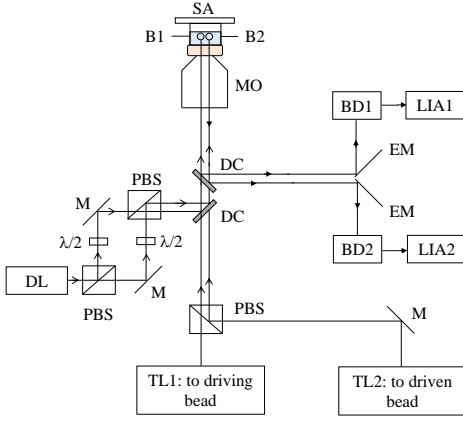 SA
B1
B2
MO
BD1
LIA1
EM
DC
PBS
M
DC
EM
λ/2
λ/2
BD2
LIA2
DL
M
PBS
PBS
M
TL1: to driving
bead
TL2: to driven
bead